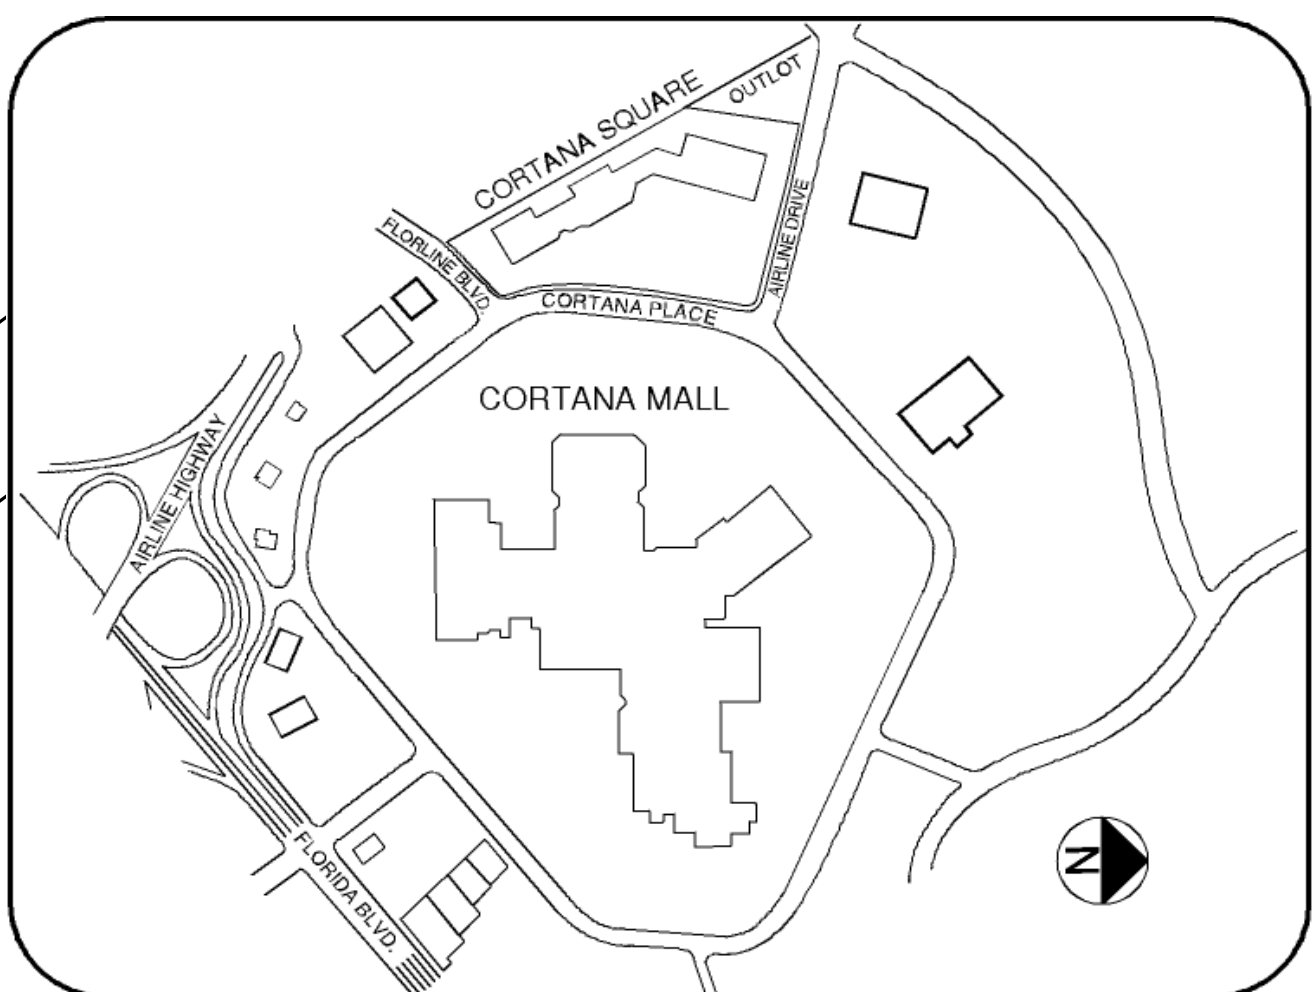 OUTLOT
CORTANA SQUARE
AIRLINE DRIVE
FLORLINE BLVD.
CORTANA PLACE
CORTANA MALL
AIRLINE HIGHWAY
FLORIDA BLVD.
N